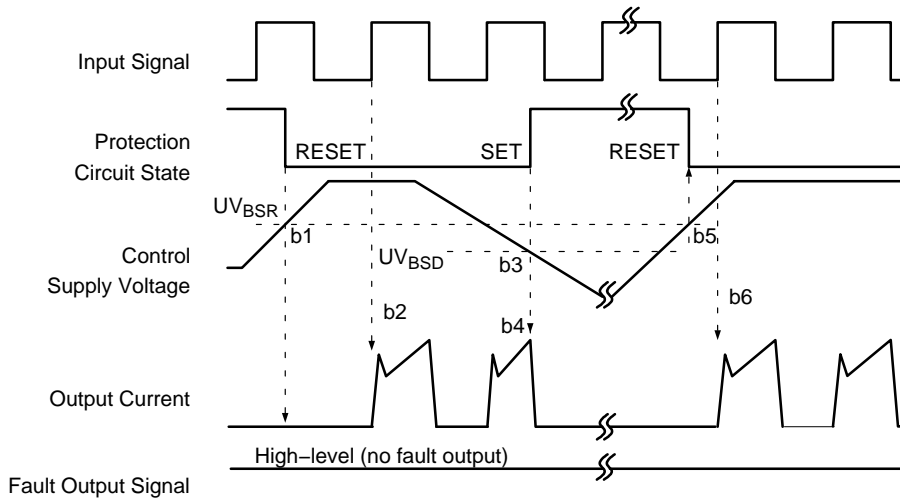 Input Signal
Protection
Circuit State
RESET
SET
RESET
UVBSR
b1
b5
UVBSD
b3
Control
Supply Voltage
b2
b4
b6
Output Current
High−level (no fault output)
Fault Output Signal